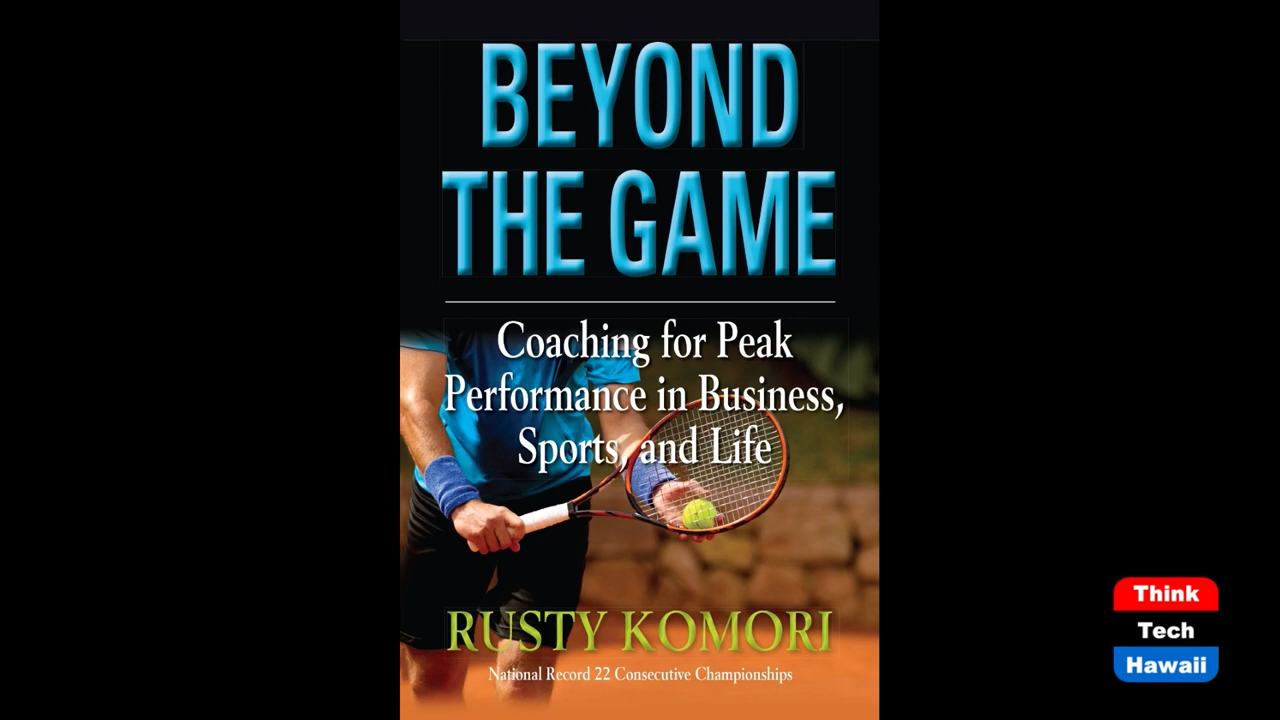 BEYOND
THE GAME
Coaching for Peak
Performance in Business,
Sports, and Life
RUSTY KOMORI
National Record 22 Consecutive Championships
Think
Tech
Hawaii